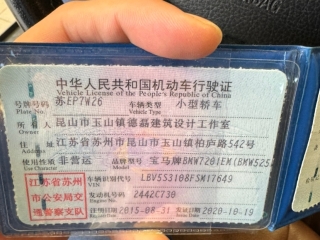 中华人民共和国机动车行驶证
Vehicle License of the People's Republic of China
号牌号码 苏EP7W26 车辆类型 小型轿车
Plate No. Vehicle Type
所有人 昆山市玉山镇德磊建筑设计工作室
Owner
住址 江苏省苏州市昆山市玉山镇柏庐路542号
Address
使用性质 非营运 品牌型号 宝马牌BMW7201EM(BMW525
江苏省苏州 车辆识别代号 LBV5S3108FSM17649
VIN
市公安局交 发动机号码 2442C730
通警察支队 注册日期 2015-08-31 发证日期 2020-10-19